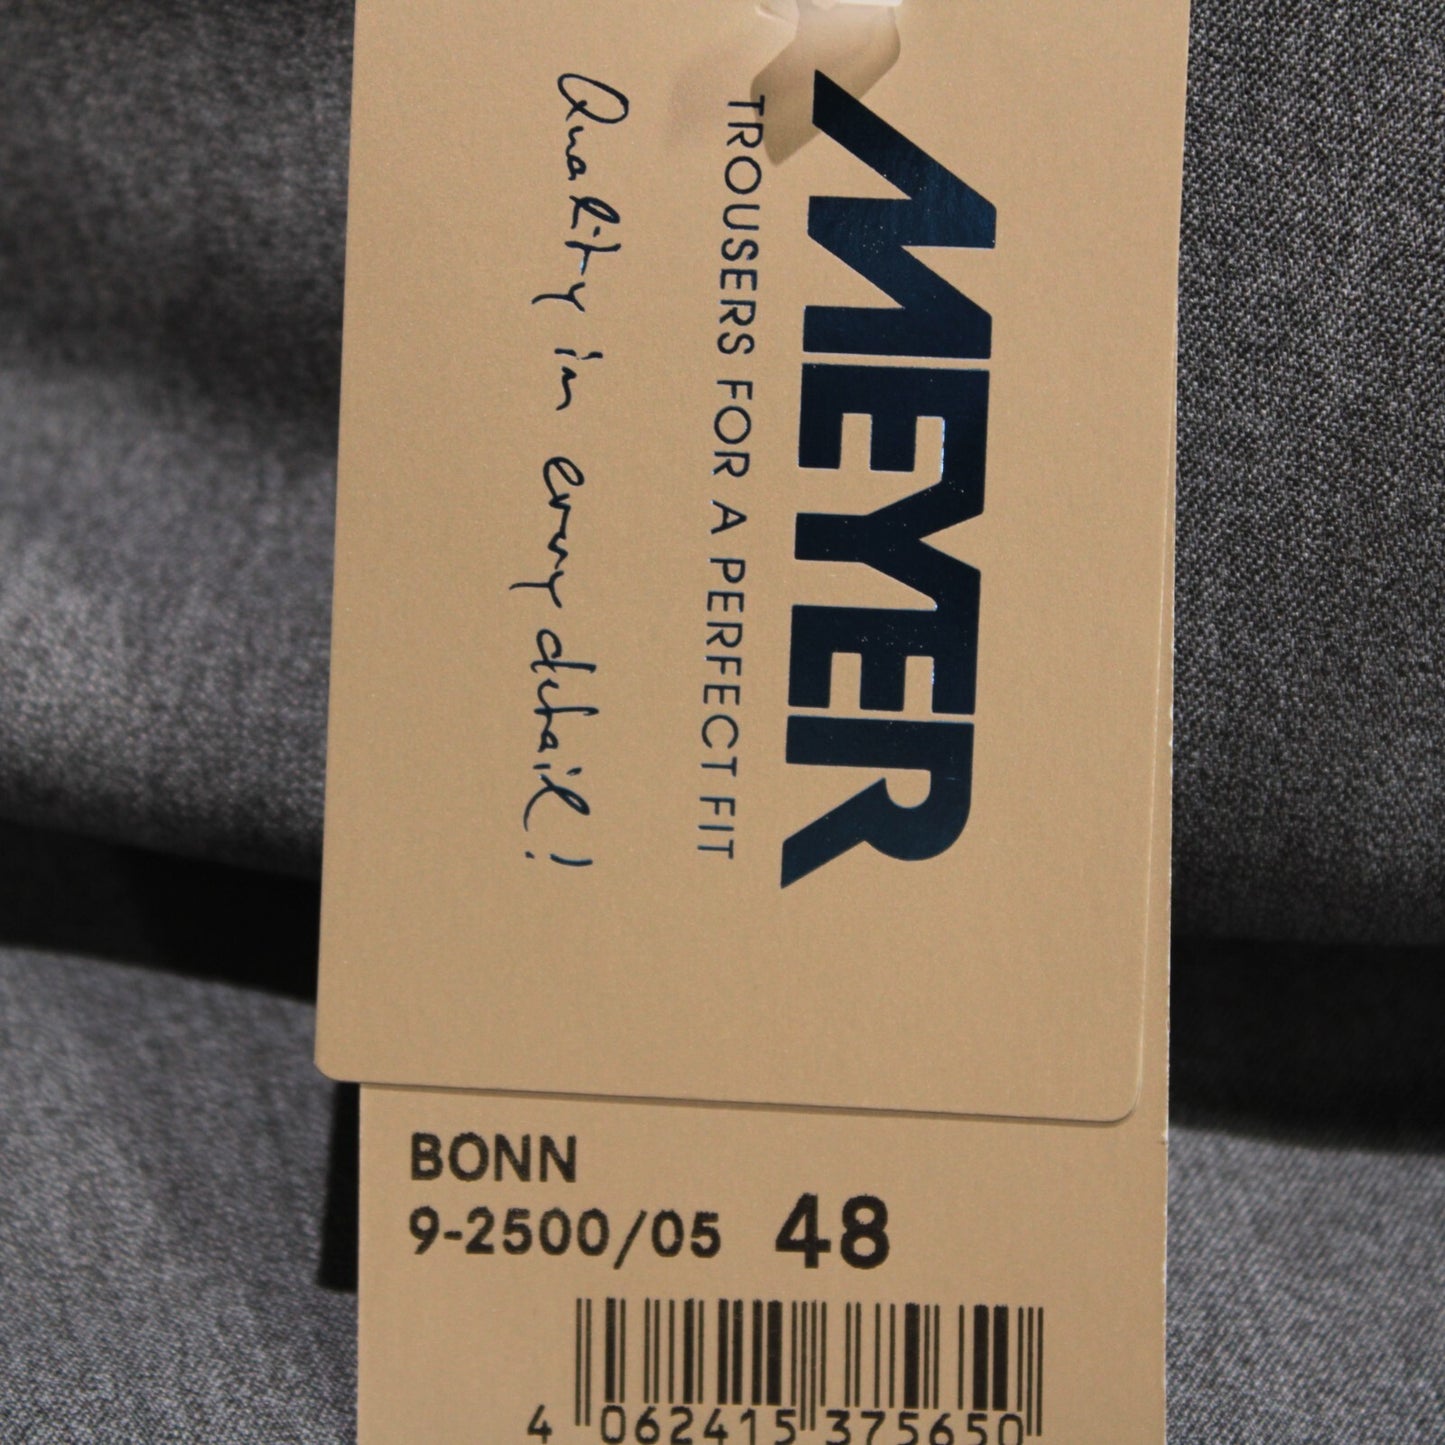 MEYER
TROUSERS FOR A PERFECT FIT
Quality in every detail!
BONN
9-2500/05 48
4 062415 375650